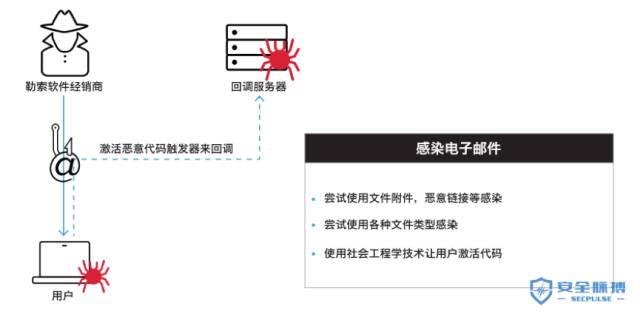 勒索软件经销商
回调服务器
激活恶意代码触发器来回调
@
用户
感染电子邮件
• 尝试使用文件附件，恶意链接等感染
• 尝试使用各种文件类型感染
• 使用社会工程学技术让用户激活代码
安全脉搏
SECPULSE